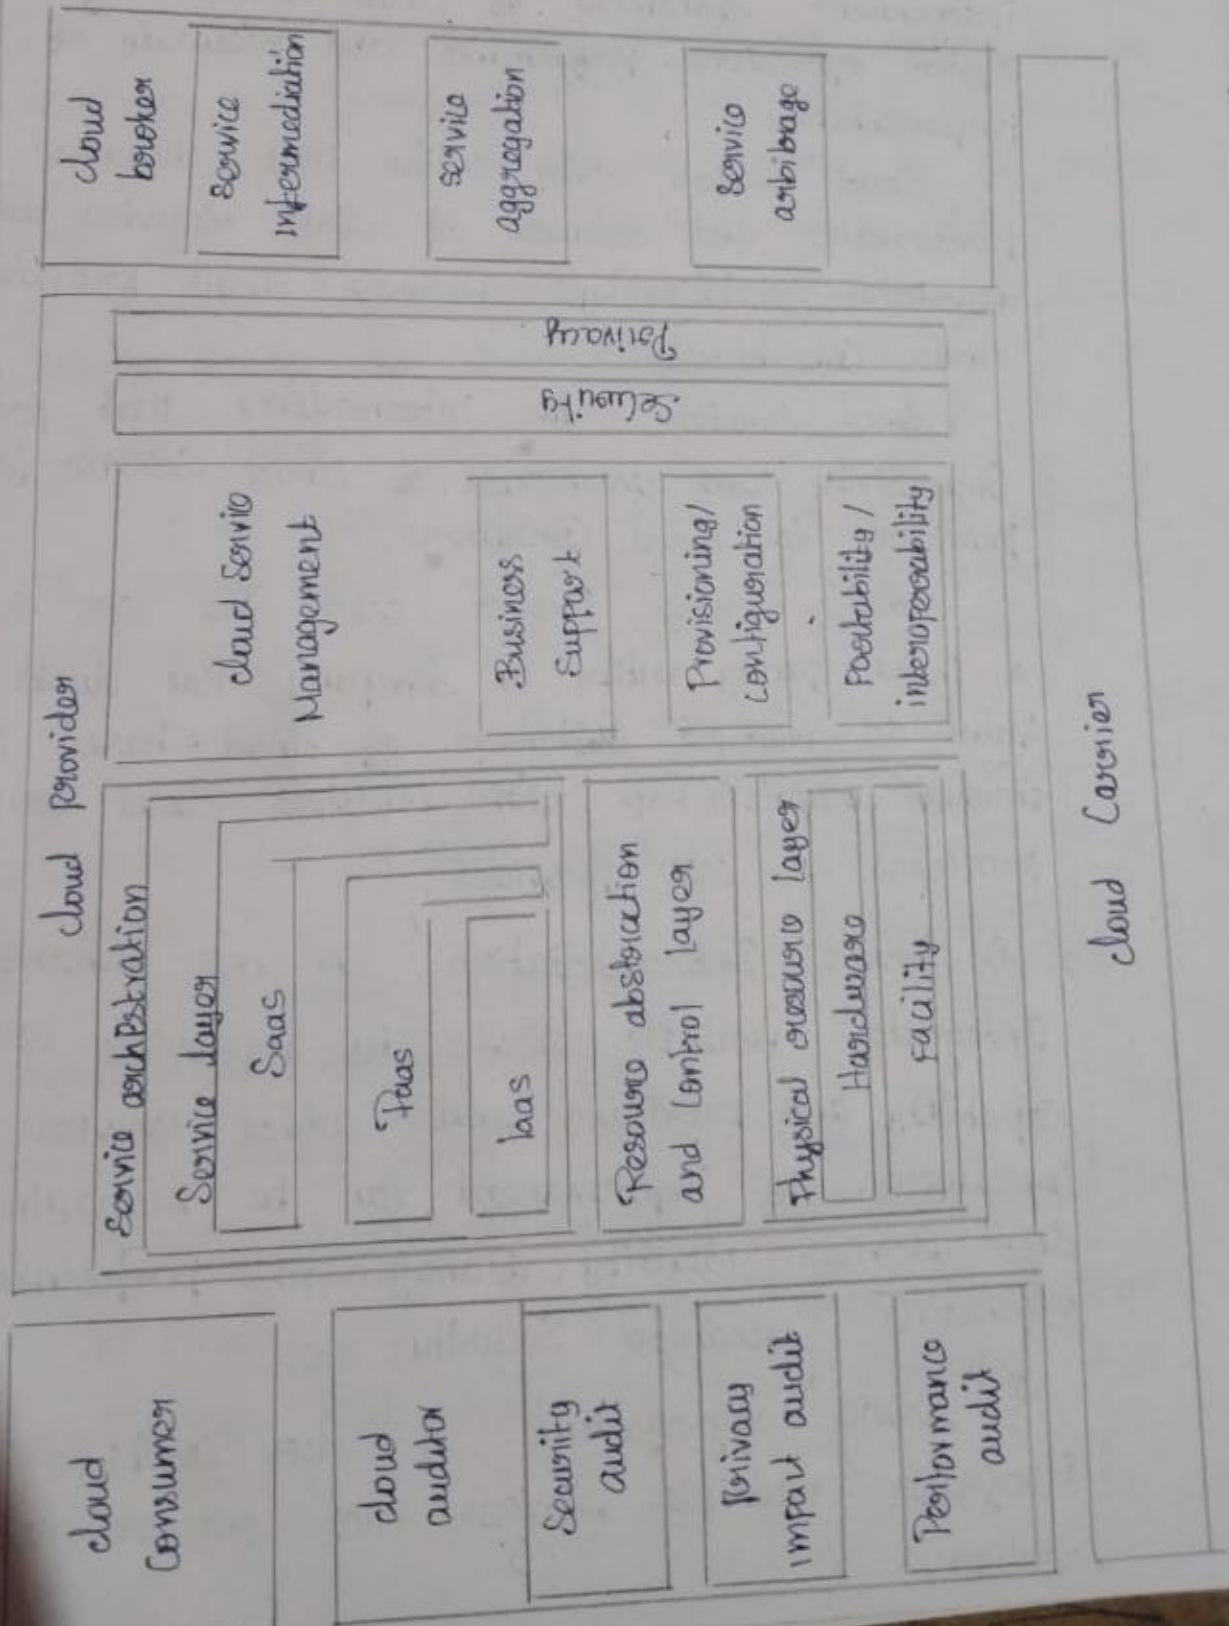 cloud
Consumer
cloud
auditor
Security
audit
Privacy
impact audit
Performance
audit
cloud provider
Service orchestration
Service layer
Saas
Paas
Iaas
Resource abstraction
and control layer
Physical resource layer
Hardware
Facility
cloud Service
Management
Business
Support
Provisioning/
configuration
Portability /
interoperability
Security
Privacy
cloud
broker
Service
intermediation
Service
aggregation
Service
arbibrage
cloud Carrier